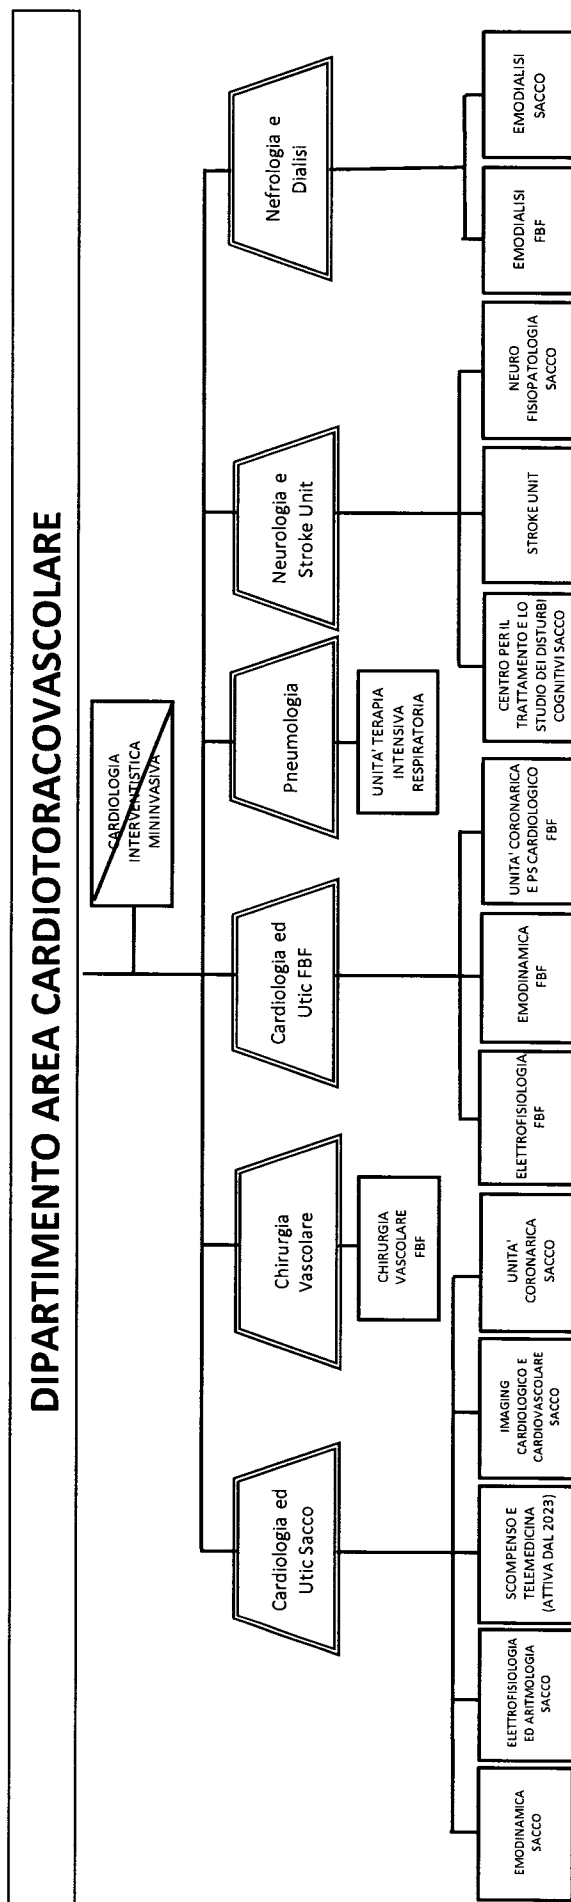 DIPARTIMENTO AREA CARDIOTORACOVASCOLARE
CARDIOLOGIA
INTERVENTISTICA
MININVASIVA
Cardiologia ed
Utic Sacco
Chirurgia
Vascolare
Cardiologia ed
Utic FBF
Pneumologia
Neurologia e
Stroke Unit
Nefrologia e
Dialisi
CHIRURGIA
VASCOLARE
FBF
UNITA' TERAPIA
INTENSIVA
RESPIRATORIA
EMODINAMICA
SACCO
ELETTROFISIOLOGIA
ED ARITMOLOGIA
SACCO
SCOMPENSO E
TELEMEDICINA
(ATTIVA DAL 2023)
IMAGING
CARDIOLOGICO E
CARDIOVASCOLARE
SACCO
UNITA'
CORONARICA
SACCO
ELETTROFISIOLOGIA
FBF
EMODINAMICA
FBF
UNITA' CORONARICA
E PS CARDIOLOGICO
FBF
CENTRO PER IL
TRATTAMENTO E LO
STUDIO DEI DISTURBI
COGNITIVI SACCO
STROKE UNIT
NEURO
FISIOPATOLOGIA
SACCO
EMODIALISI
FBF
EMODIALISI
SACCO